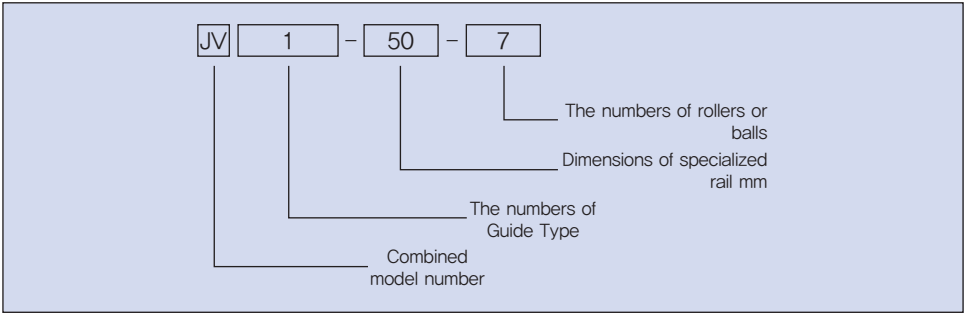 JV 1 - 50 - 7
The numbers of rollers or
balls
Dimensions of specialized
rail mm
The numbers of
Guide Type
Combined
model number